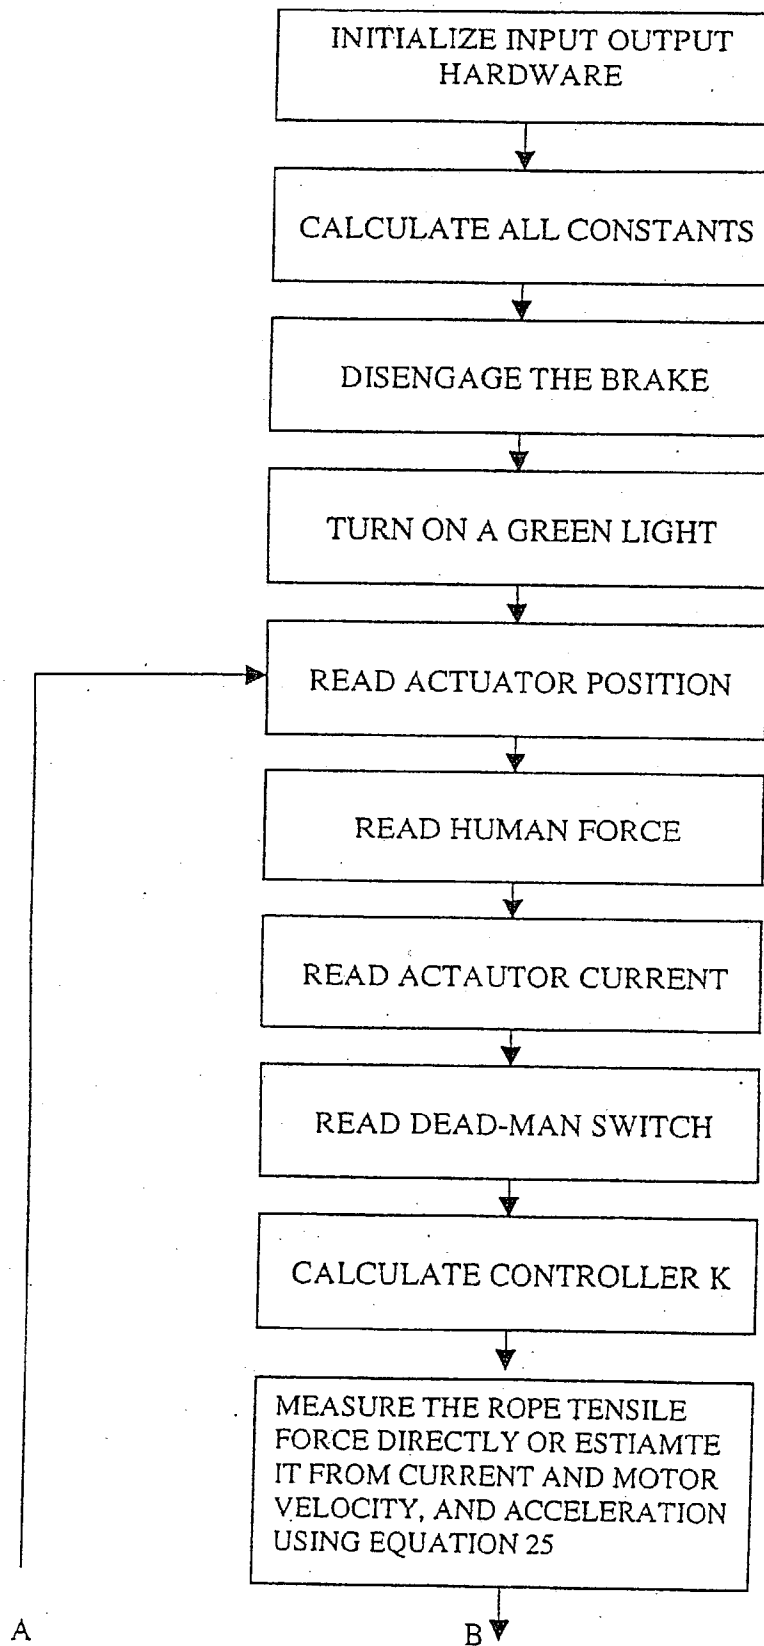 INITIALIZE INPUT OUTPUT
HARDWARE
CALCULATE ALL CONSTANTS
DISENGAGE THE BRAKE
TURN ON A GREEN LIGHT
READ ACTUATOR POSITION
READ HUMAN FORCE
READ ACTAUTOR CURRENT
READ DEAD-MAN SWITCH
CALCULATE CONTROLLER K
MEASURE THE ROPE TENSILE
FORCE DIRECTLY OR ESTIAMTE
IT FROM CURRENT AND MOTOR
VELOCITY, AND ACCELERATION
USING EQUATION 25
A
B